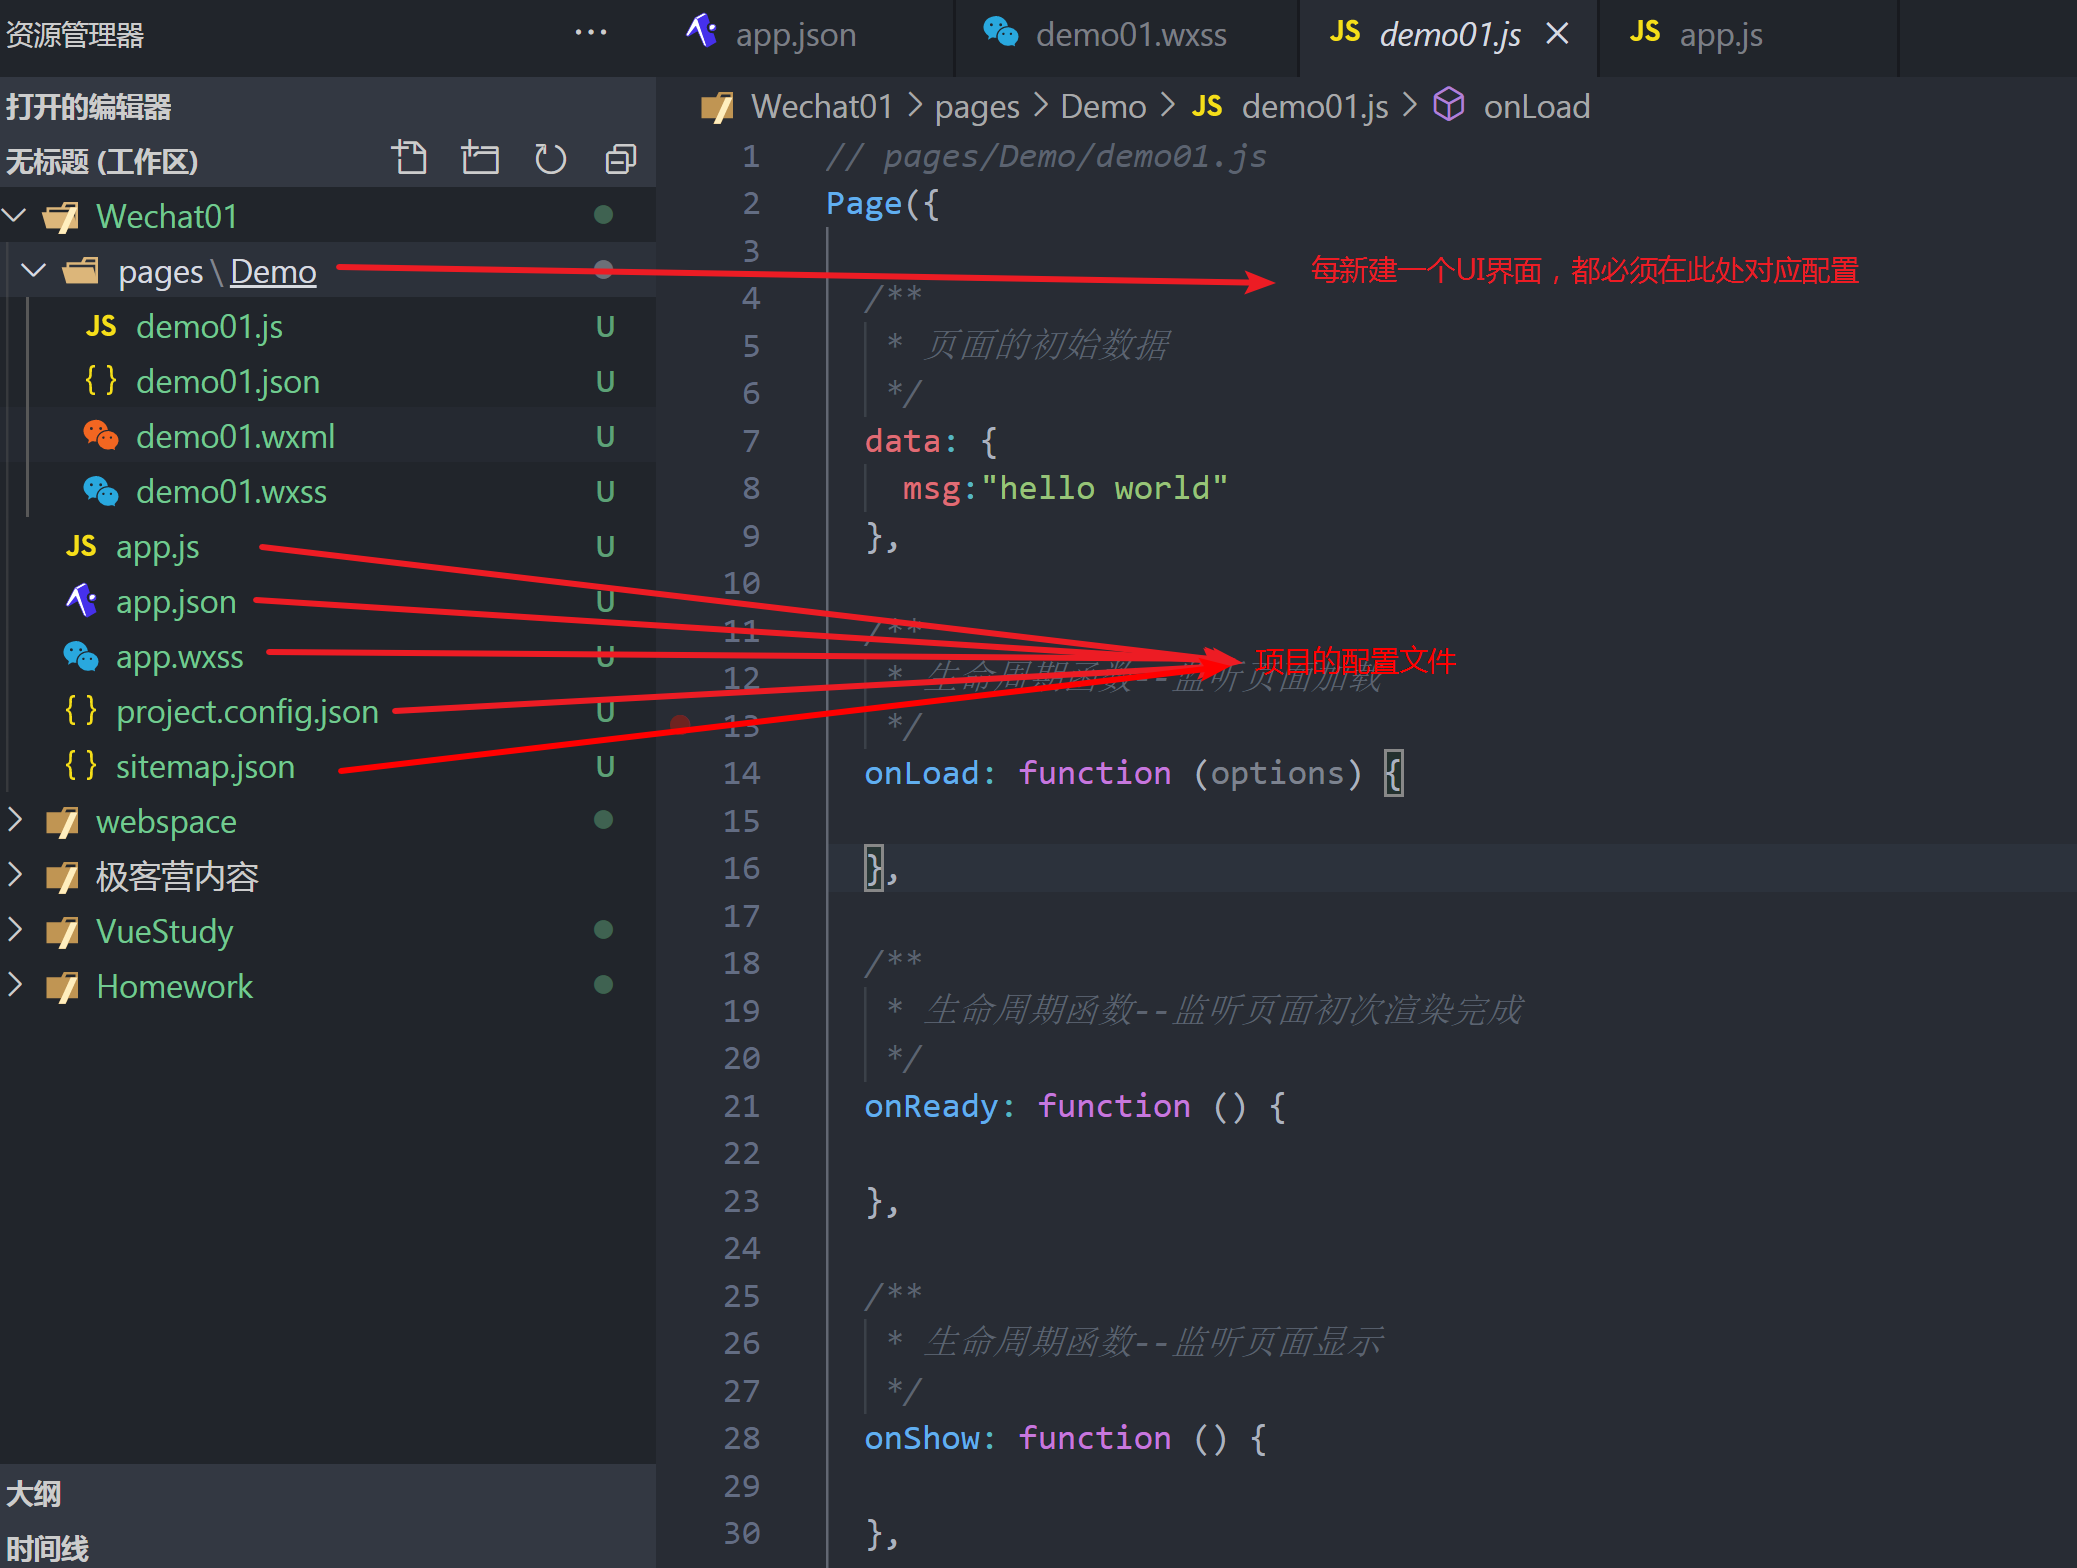 资源管理器
···
app.json
demo01.wxss
JS demo01.js
JS app.js
打开的编辑器
无标题 (工作区)
Wechat01 > pages > Demo > JS demo01.js > onLoad
Wechat01
pages\Demo
JS demo01.js U
{ } demo01.json U
demo01.wxml U
demo01.wxss U
JS app.js U
app.json U
app.wxss U
{ } project.config.json U
{ } sitemap.json U
webspace
极客营内容
VueStudy
Homework
大纲
时间线
1 // pages/Demo/demo01.js
2 Page({
3
每新建一个UI界面，都必须在此处对应配置
4 /**
5 * 页面的初始数据
6 */
7 data: {
8 msg:"hello world"
9 },
10
11 /**
项目的配置文件
12 * 生命周期函数--监听页面加载
13 */
14 onLoad: function (options) {
15
16 },
17
18 /**
19 * 生命周期函数--监听页面初次渲染完成
20 */
21 onReady: function () {
22
23 },
24
25 /**
26 * 生命周期函数--监听页面显示
27 */
28 onShow: function () {
29
30 },